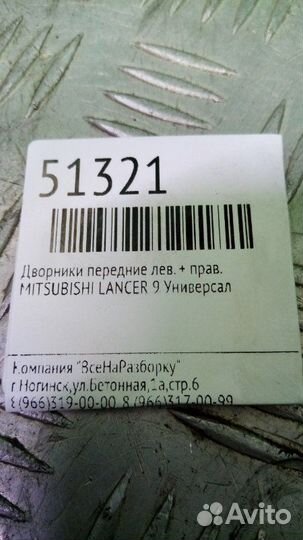 51321
Дворники передние лев. + прав.
MITSUBISHI LANCER 9 Универсал
Компания "ВсеНаРазборку"
г Ногинск,ул.Бетонная,1а,стр.6
8(966)319-00-00, 8 (966)317-00-99
Avito